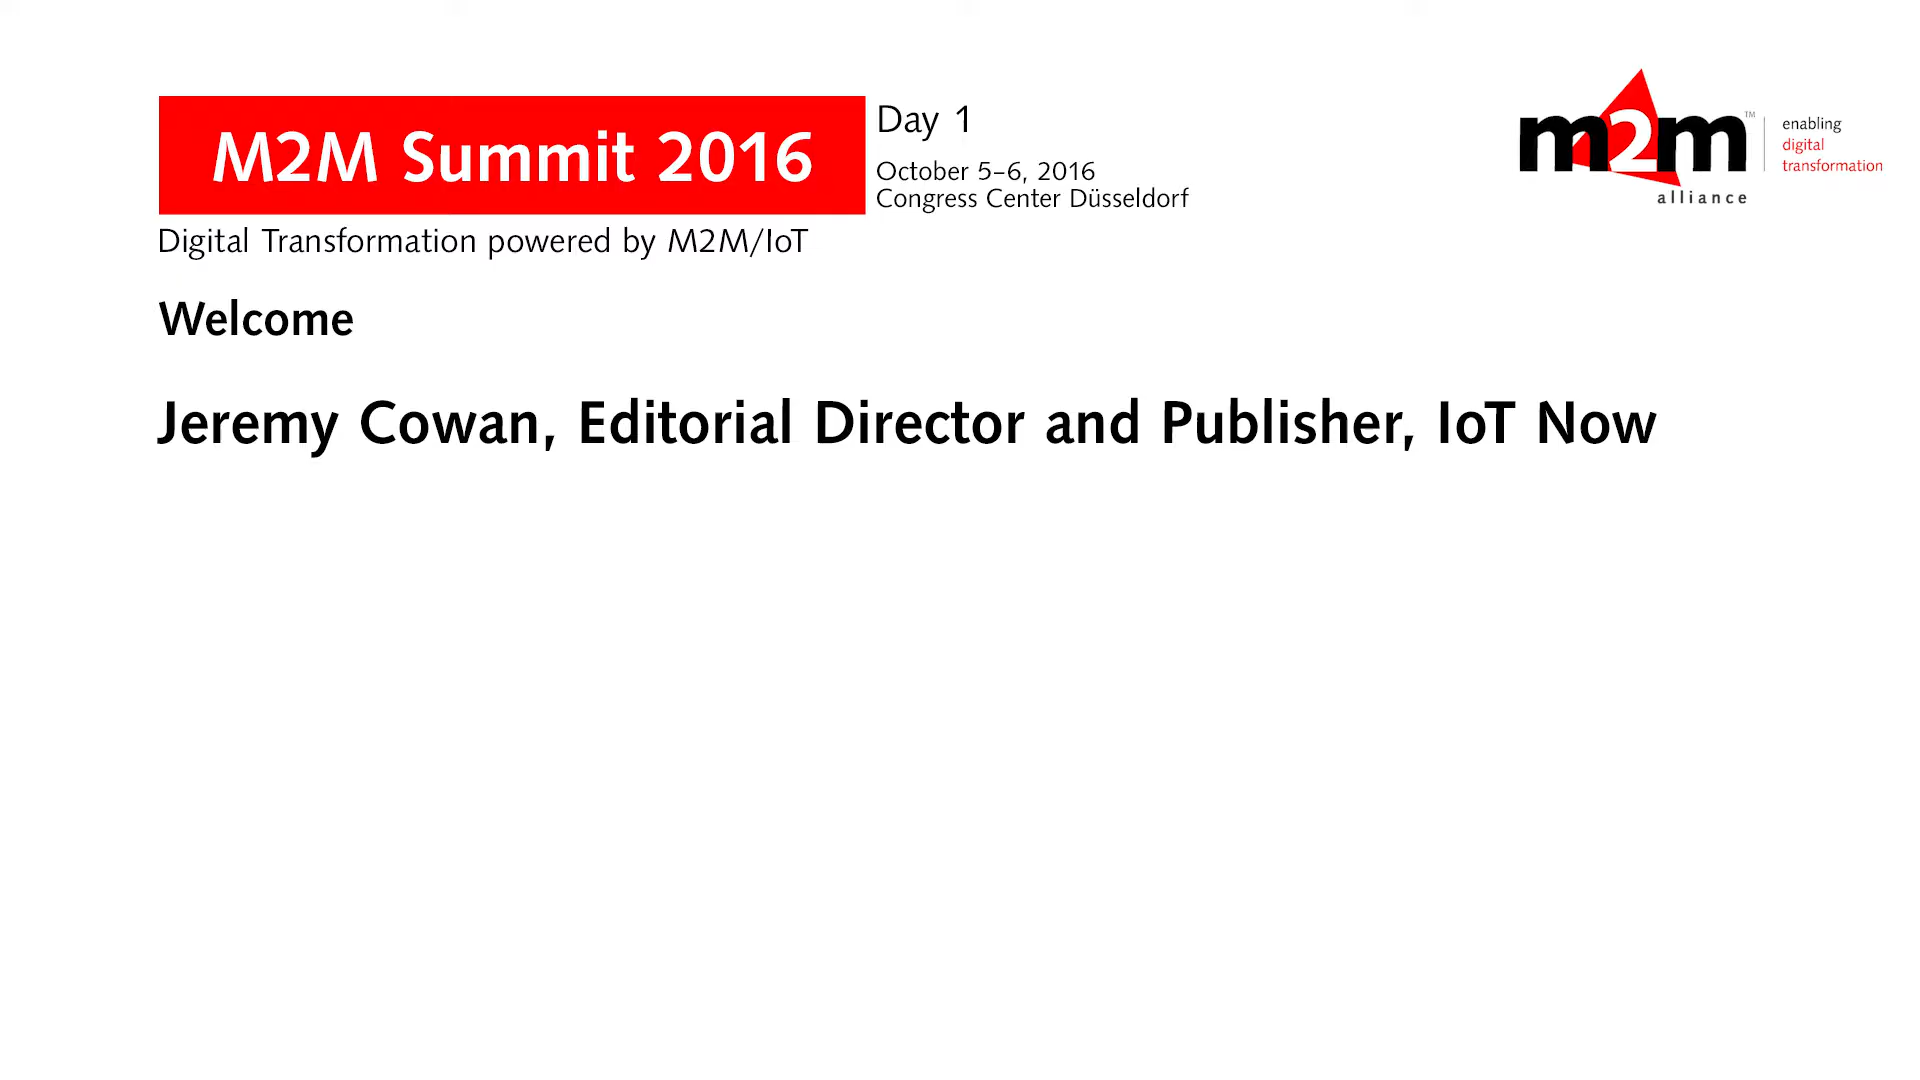 M2M Summit 2016
Day 1
October 5–6, 2016
Congress Center Düsseldorf
Digital Transformation powered by M2M/IoT
m2m™
alliance
enabling
digital
transformation
Welcome
Jeremy Cowan, Editorial Director and Publisher, IoT Now